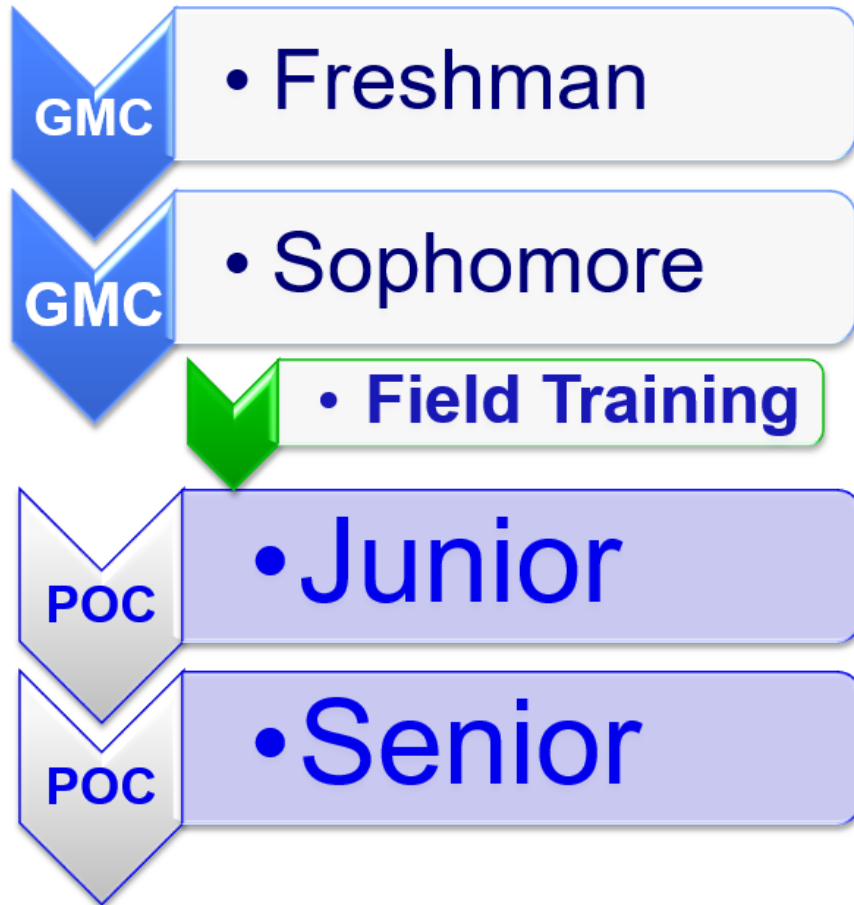 GMC
• Freshman
GMC
• Sophomore
• Field Training
POC
• Junior
POC
• Senior